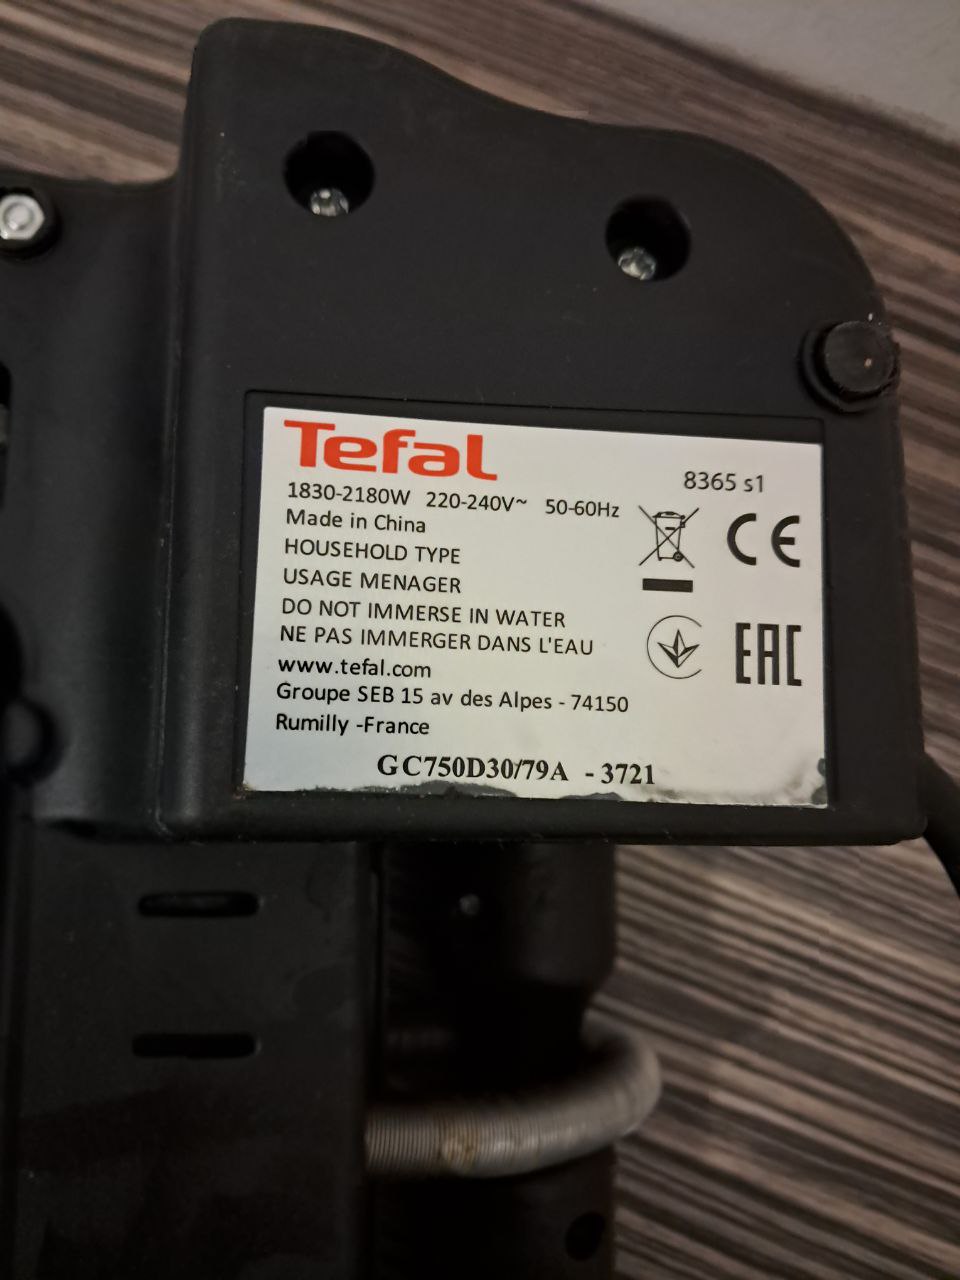 Tefal
8365 s1
1830-2180W 220-240V~ 50-60Hz
Made in China
HOUSEHOLD TYPE
USAGE MENAGER
DO NOT IMMERSE IN WATER
NE PAS IMMERGER DANS L'EAU
www.tefal.com
Groupe SEB 15 av des Alpes - 74150
Rumilly -France
CE
EAC
GC750D30/79A - 3721